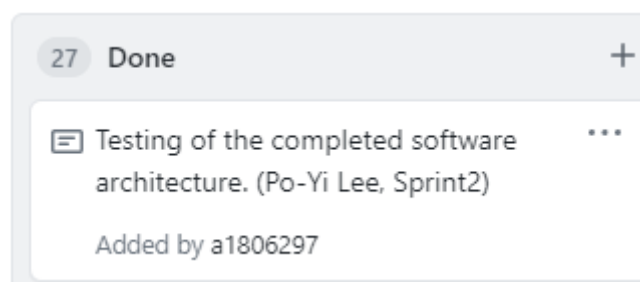 27 Done
Testing of the completed software
architecture. (Po-Yi Lee, Sprint2)
Added by a1806297